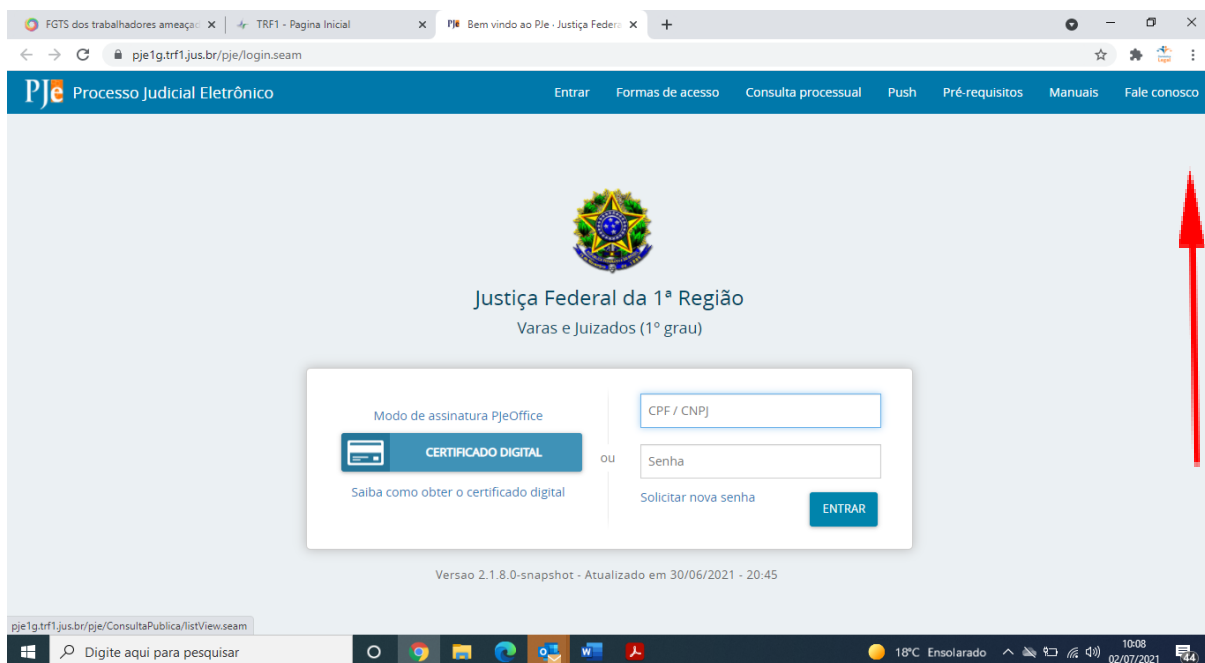 FGTS dos trabalhadores ameaçad
TRF1 - Pagina Inicial
PJe Bem vindo ao PJe · Justiça Federa
pje1g.trf1.jus.br/pje/login.seam
PJe Processo Judicial Eletrônico
Entrar
Formas de acesso
Consulta processual
Push
Pré-requisitos
Manuais
Fale conosco
Justiça Federal da 1ª Região
Varas e Juizados (1º grau)
Modo de assinatura PJeOffice
CERTIFICADO DIGITAL
Saiba como obter o certificado digital
ou
CPF / CNPJ
Senha
Solicitar nova senha
ENTRAR
Versao 2.1.8.0-snapshot - Atualizado em 30/06/2021 - 20:45
pje1g.trf1.jus.br/pje/ConsultaPublica/listView.seam
Digite aqui para pesquisar
18°C Ensolarado
10:08
02/07/2021
44